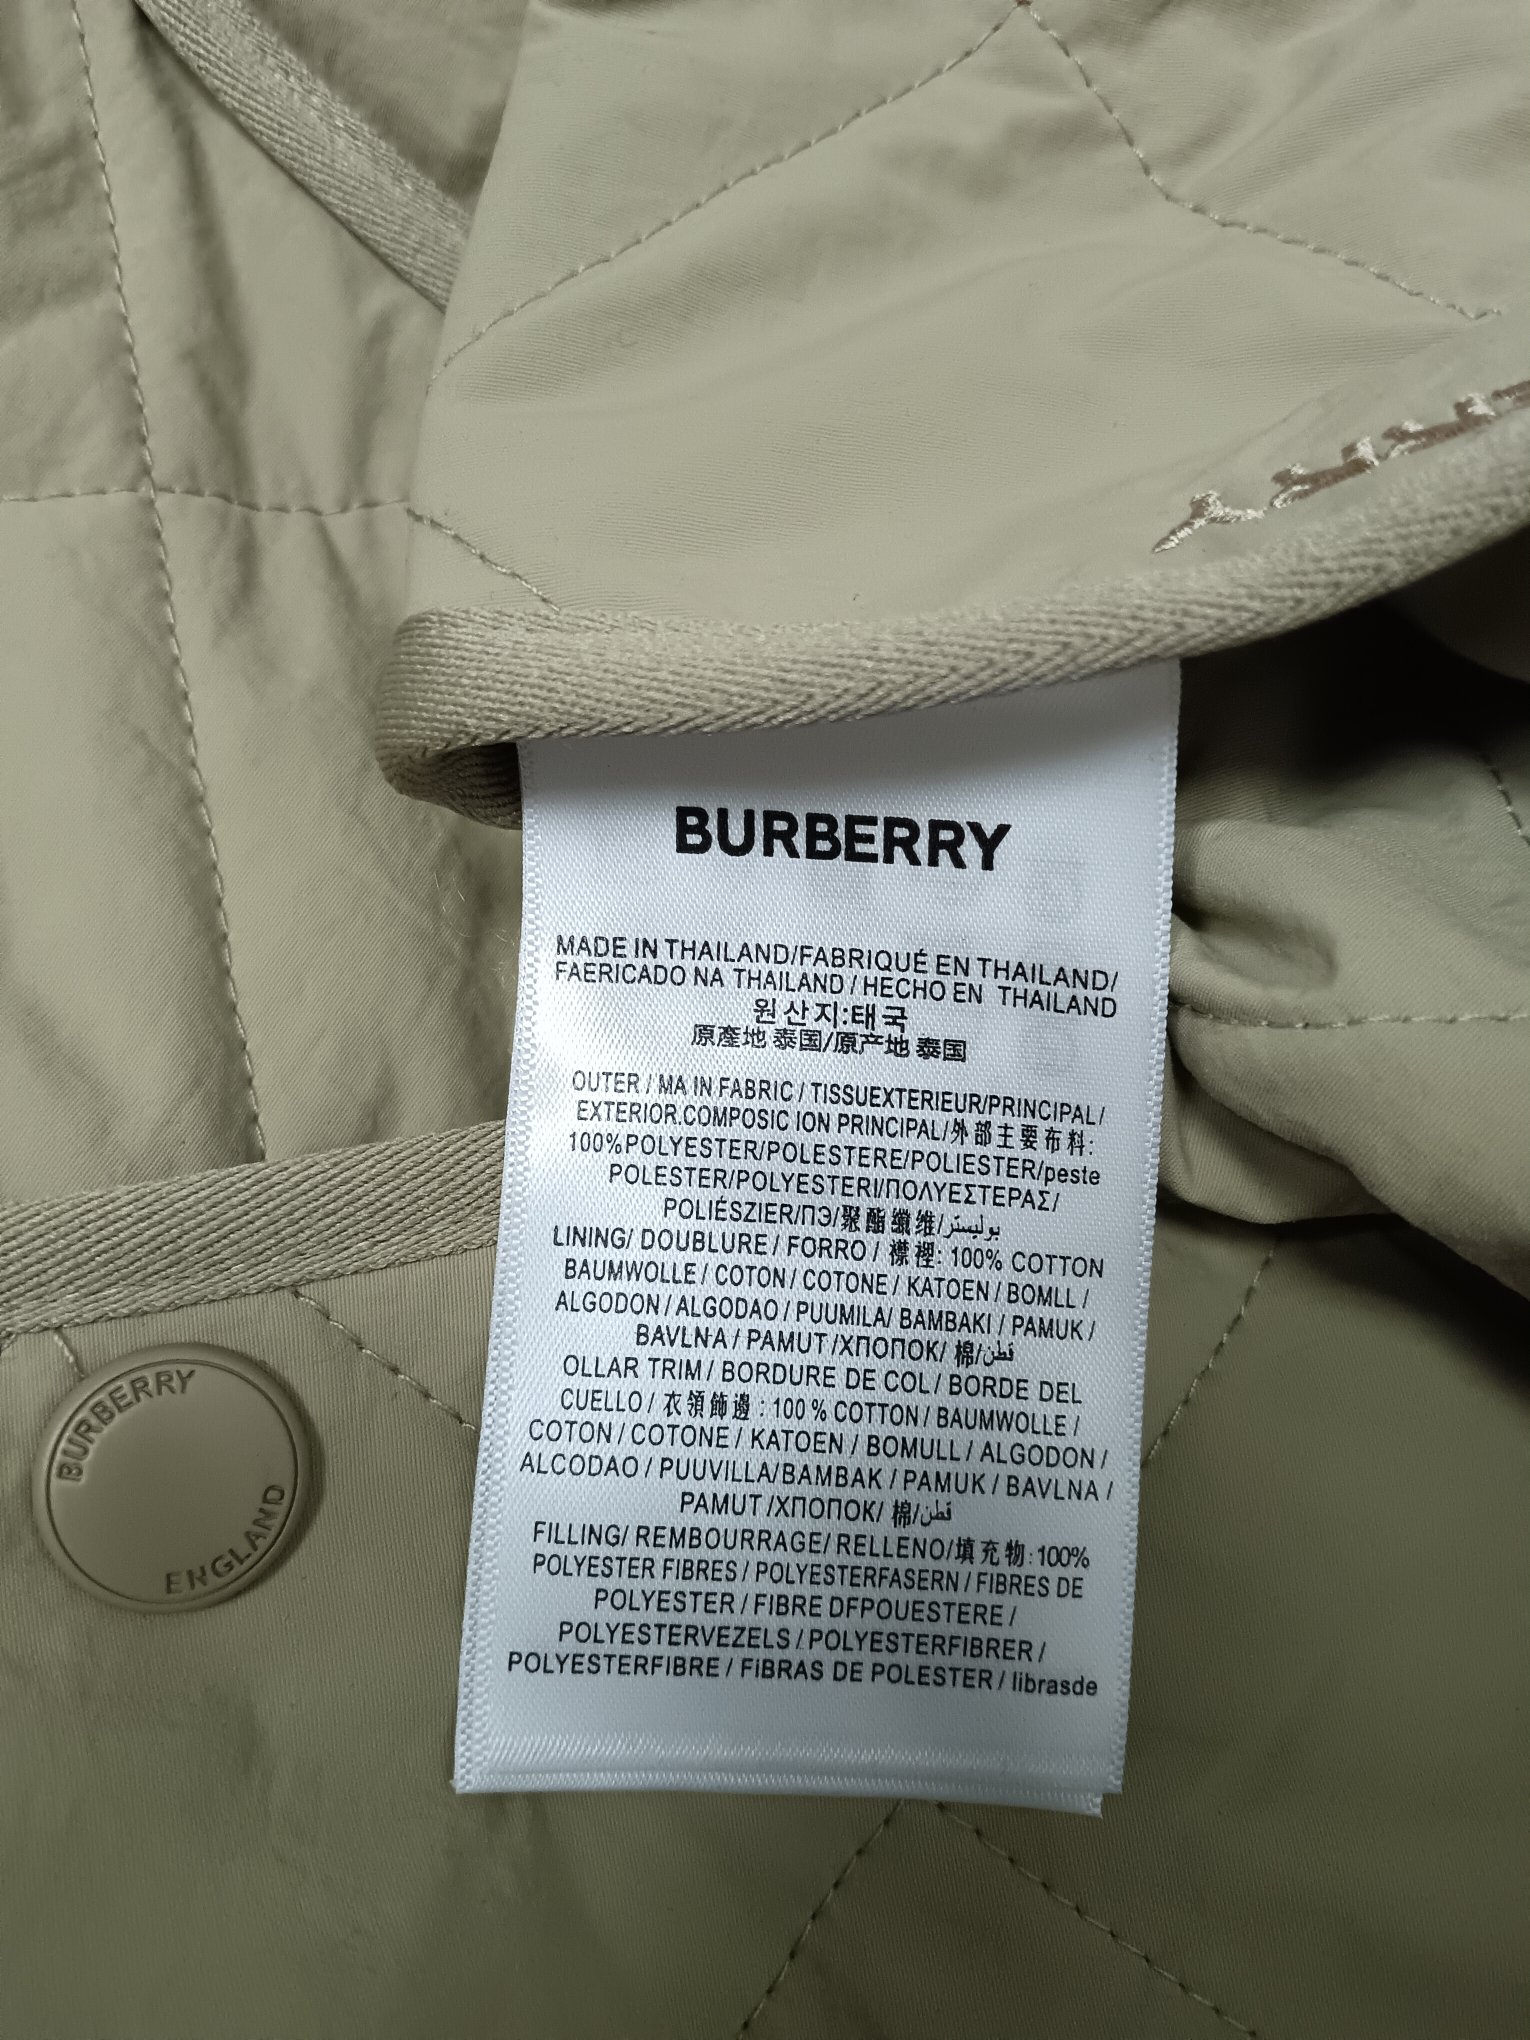 BURBERRY
MADE IN THAILAND/FABRIQUÉ EN THAILAND/
FAERICADO NA THAILAND / HECHO EN THAILAND
원산지:태국
原產地 泰国/原产地 泰国
OUTER / MA IN FABRIC / TISSUEXTERIEUR/PRINCIPAL/
EXTERIOR.COMPOSIC ION PRINCIPAL/外部主要布料:
100%POLYESTER/POLESTERE/POLIESTER/peste
POLESTER/POLYESTERI/ΠΟΛΥΕΣΤΕΡΑΣ/
POLIÉSZIER/ПЭ/聚酯纖维/بوليستر
LINING/ DOUBLURE / FORRO / 襟裡: 100% COTTON
BAUMWOLLE / COTON / COTONE / KATOEN / BOMLL /
ALGODON / ALGODAO / PUUMILA/ BAMBAKI / PAMUK /
BAVLNA / PAMUT /ХПОПОК/ 棉/قطن
OLLAR TRIM / BORDURE DE COL / BORDE DEL
CUELLO / 衣領飾邊 : 100 % COTTON / BAUMWOLLE /
COTON / COTONE / KATOEN / BOMULL / ALGODON /
ALCODAO / PUUVILLA/BAMBAK / PAMUK / BAVLNA /
PAMUT /ХПОПОК/ 棉/قطن
FILLING/ REMBOURRAGE/ RELLENO/填充物:100%
POLYESTER FIBRES / POLYESTERFASERN / FIBRES DE
POLYESTER / FIBRE DFPOUESTERE /
POLYESTERVEZELS / POLYESTERFIBRER /
POLYESTERFIBRE / FiBRAS DE POLESTER / librasde
BURBERRY
ENGLAND